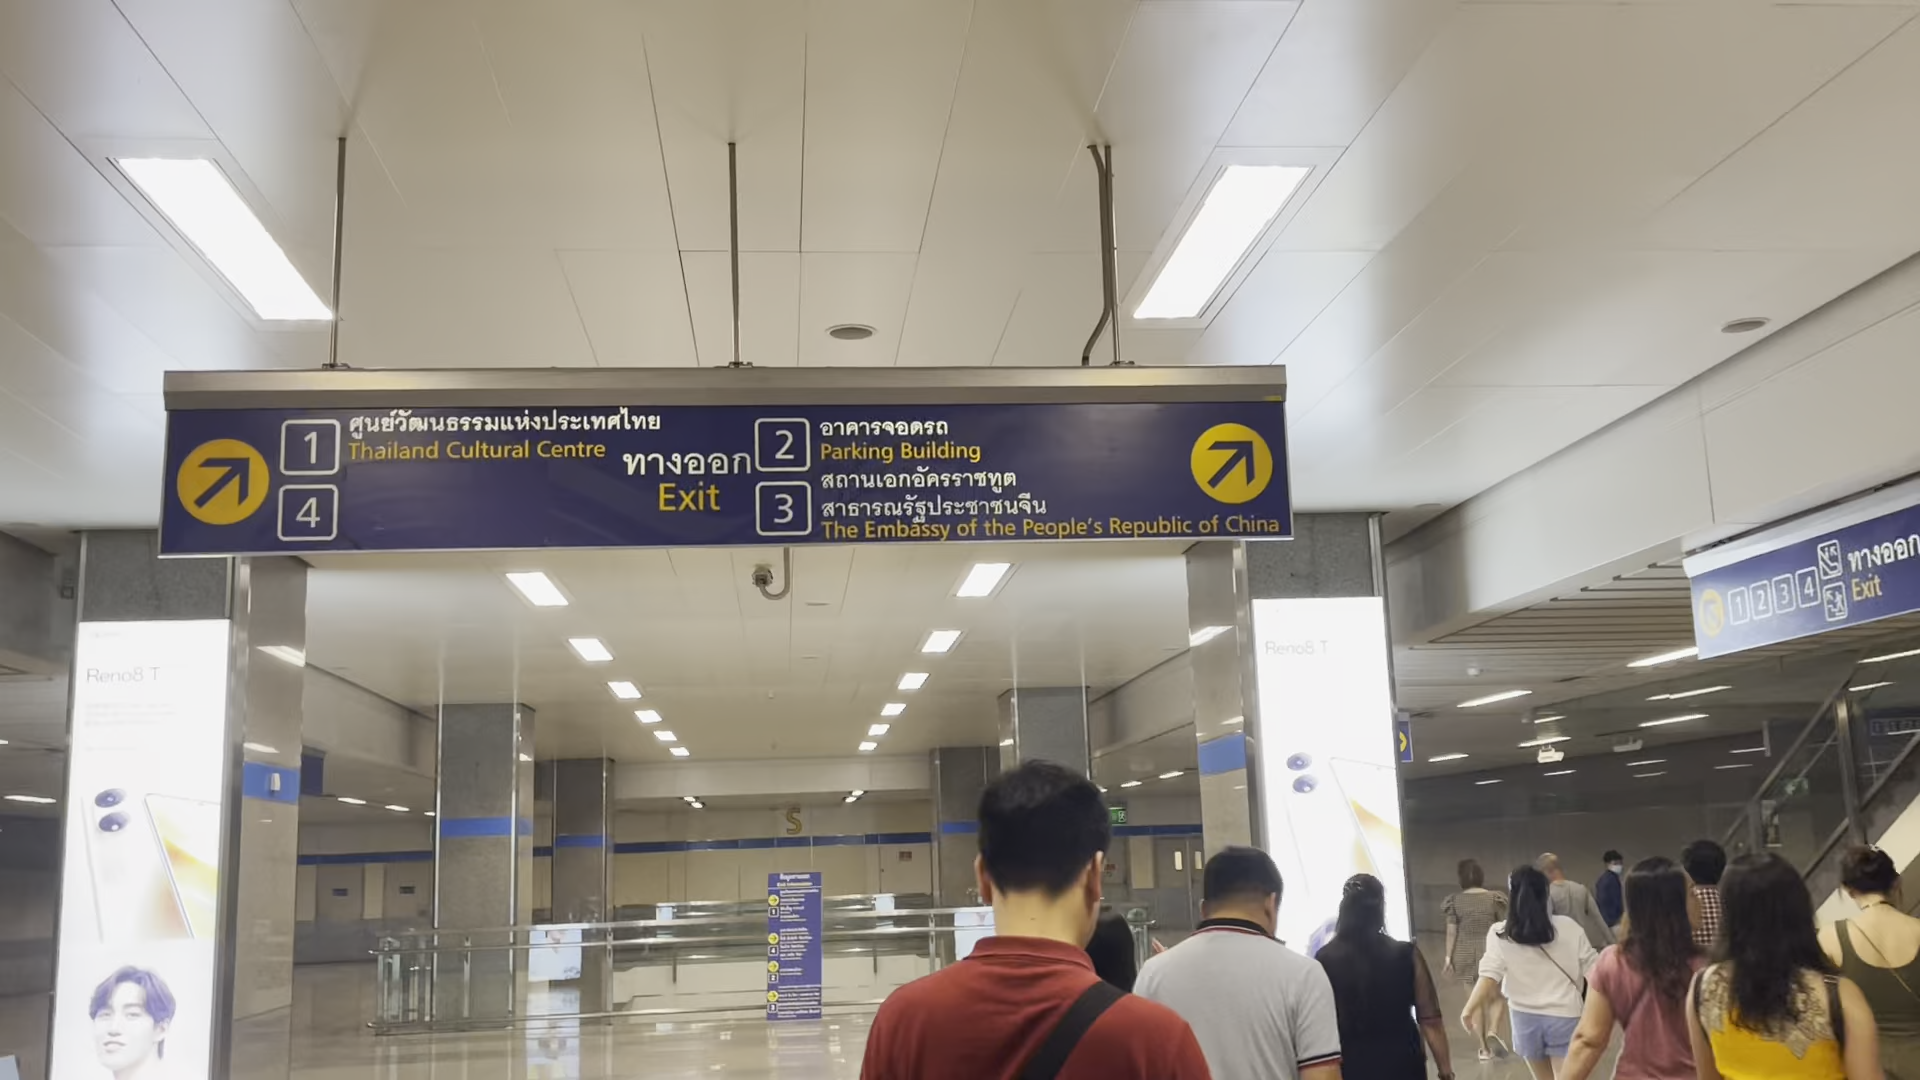 1
ศูนย์วัฒนธรรมแห่งประเทศไทย
Thailand Cultural Centre
4
ทางออก
Exit
2
อาคารจอดรถ
Parking Building
3
สถานเอกอัครราชทูต
สาธารณรัฐประชาชนจีน
The Embassy of the People's Republic of China
1 2 3 4
ทางออก
Exit
Reno8 T
Reno8 T
S